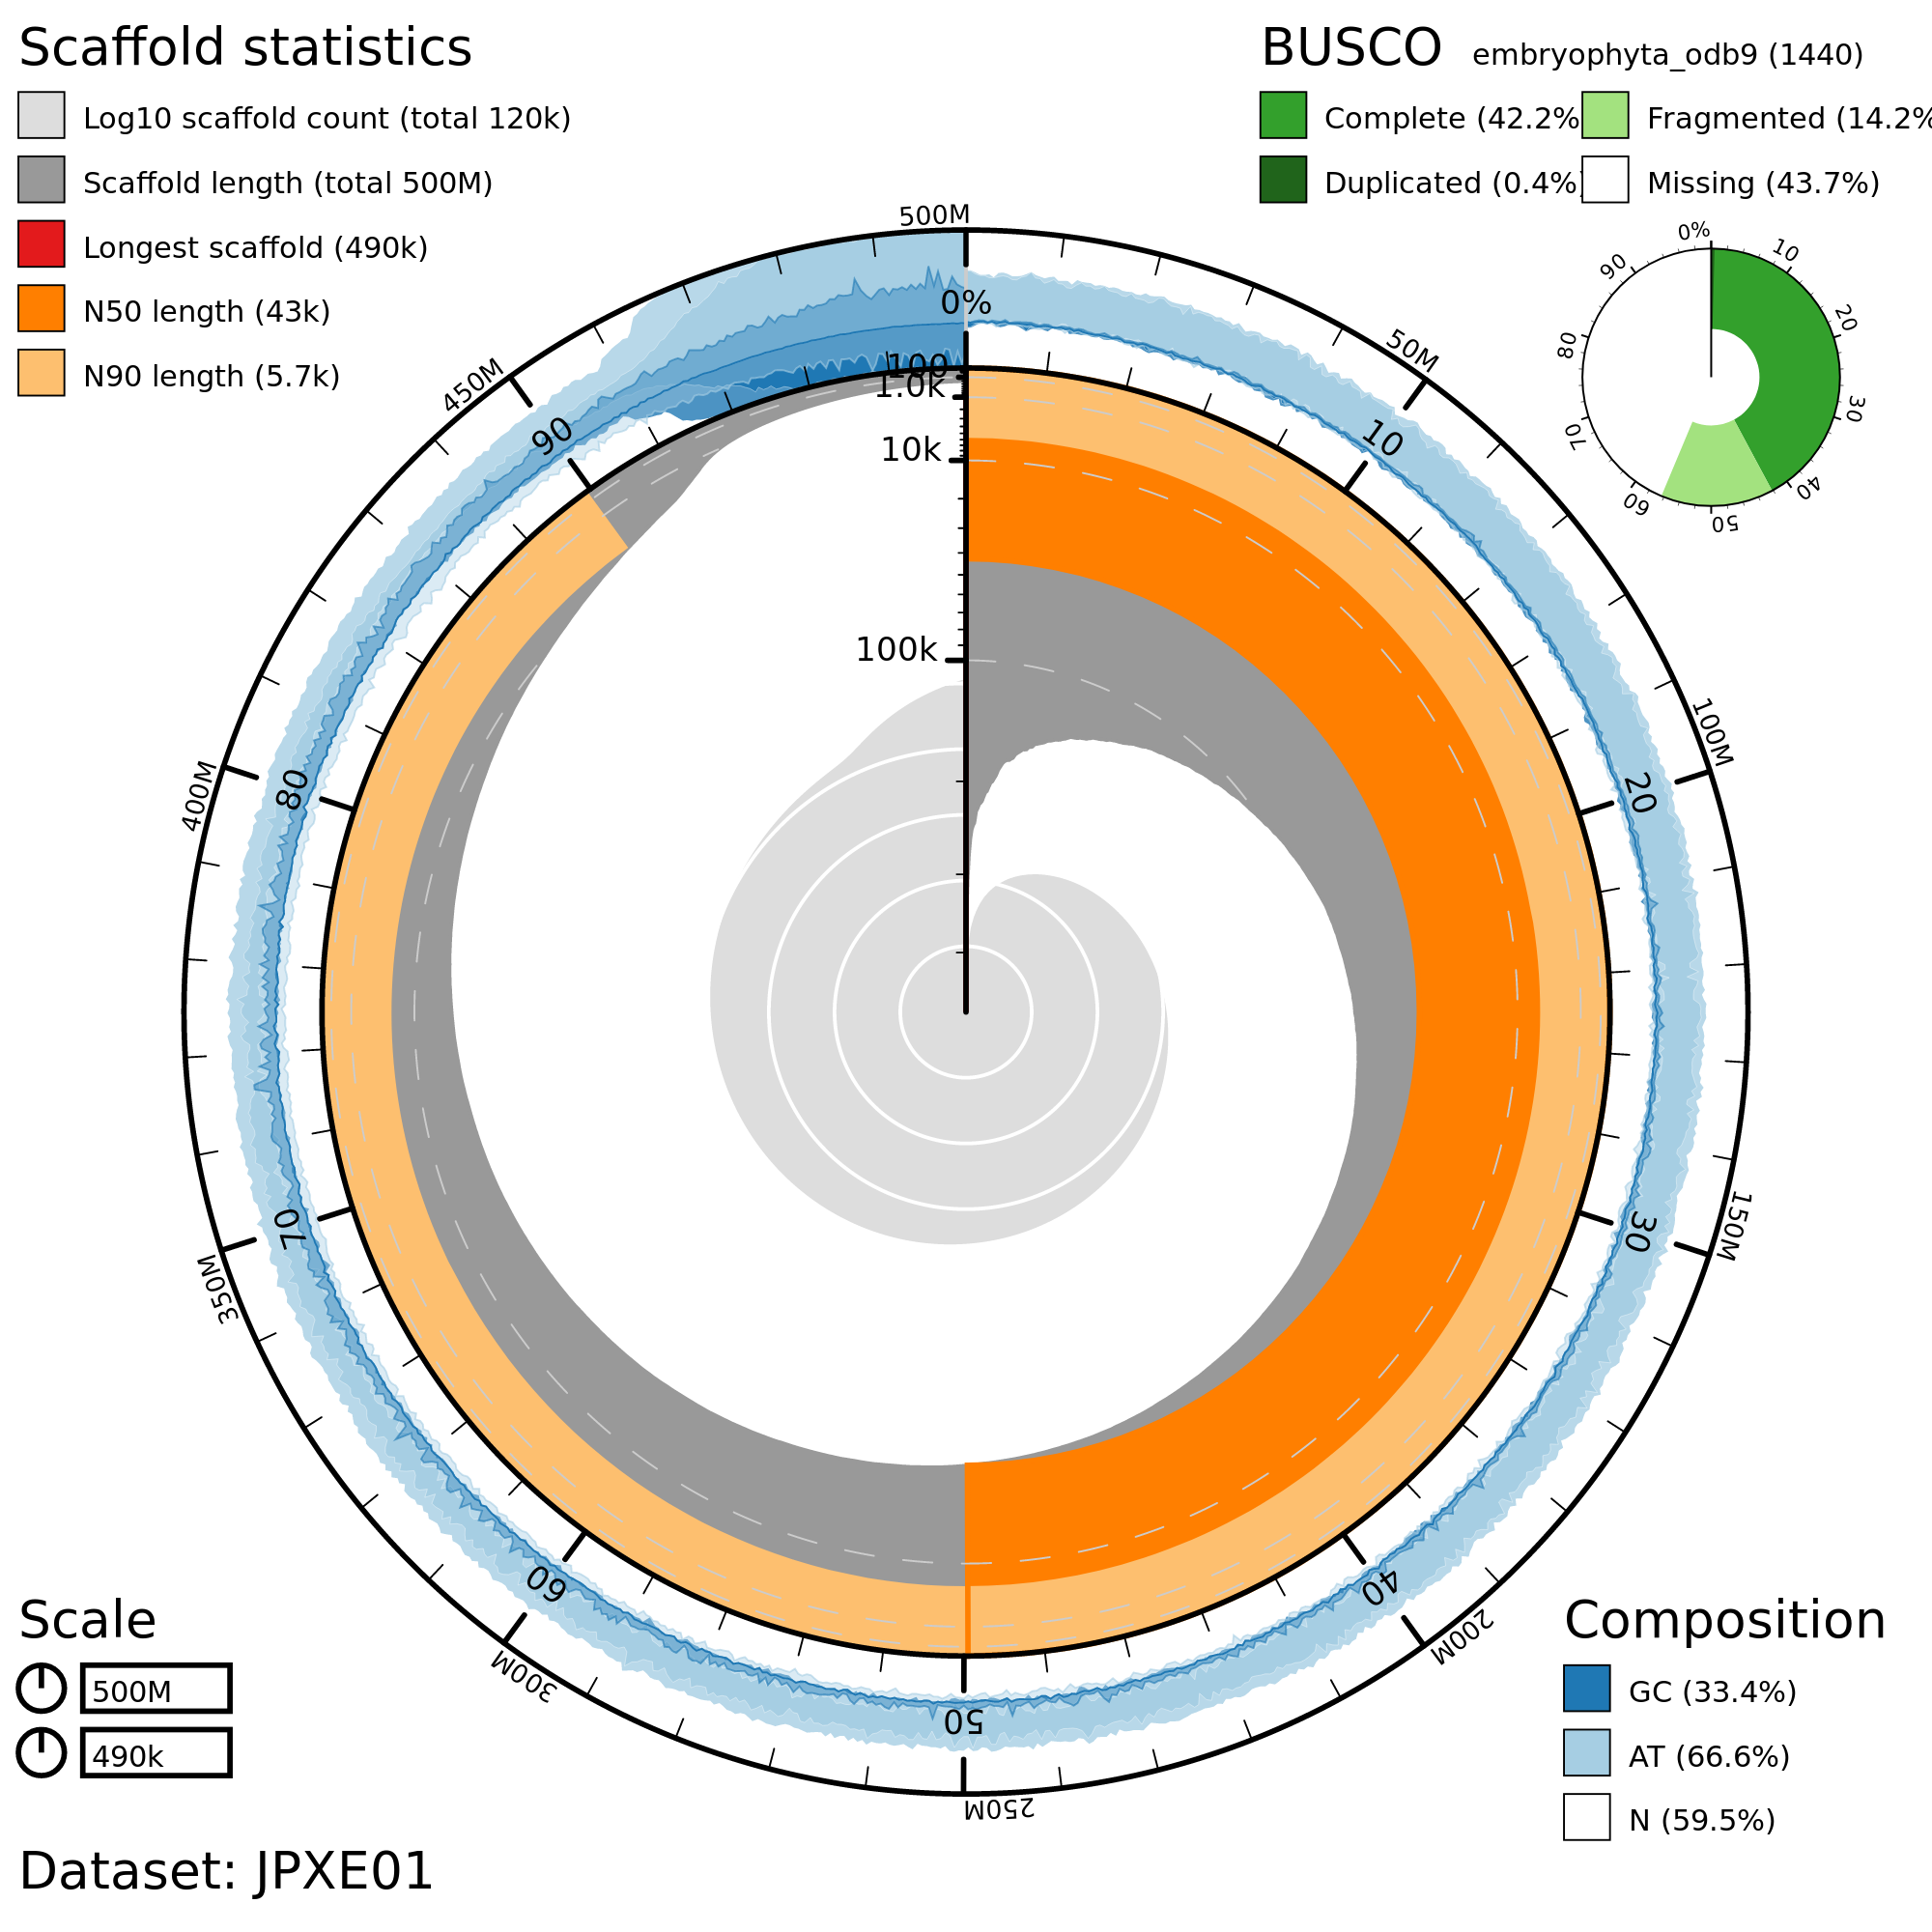 Scaffold statistics
Log10 scaffold count (total 120k)
Scaffold length (total 500M)
Longest scaffold (490k)
N50 length (43k)
N90 length (5.7k)
BUSCO embryophyta_odb9 (1440)
Complete (42.2% Fragmented (14.2%
Duplicated (0.4%) Missing (43.7%)
0%
10
20
30
40
50
60
70
80
90
500M
50M
100M
150M
200M
250M
300M
350M
400M
450M
0%
10
20
30
40
50
60
70
80
90
100
1.0k
10k
100k
Scale
500M
490k
Composition
GC (33.4%)
AT (66.6%)
N (59.5%)
Dataset: JPXE01